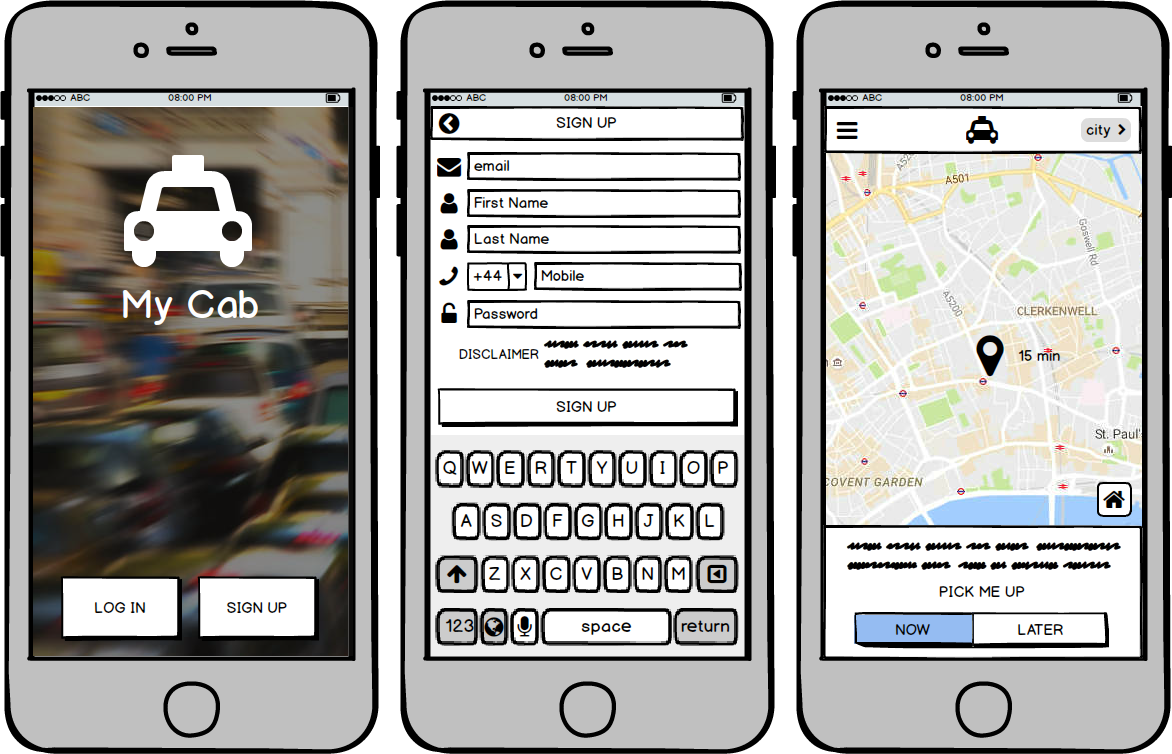 ABC 08:00 PM
My Cab
LOG IN SIGN UP
ABC 08:00 PM
SIGN UP
email
First Name
Last Name
+44 Mobile
Password
DISCLAIMER
SIGN UP
Q W E R T Y U I O P
A S D F G H J K L
Z X C V B N M
123 space return
ABC 08:00 PM
city
A52
A501
Goswell Rd
A5200
CLERKENWELL
15 min
St. Paul's
COVENT GARDEN
PICK ME UP
NOW LATER